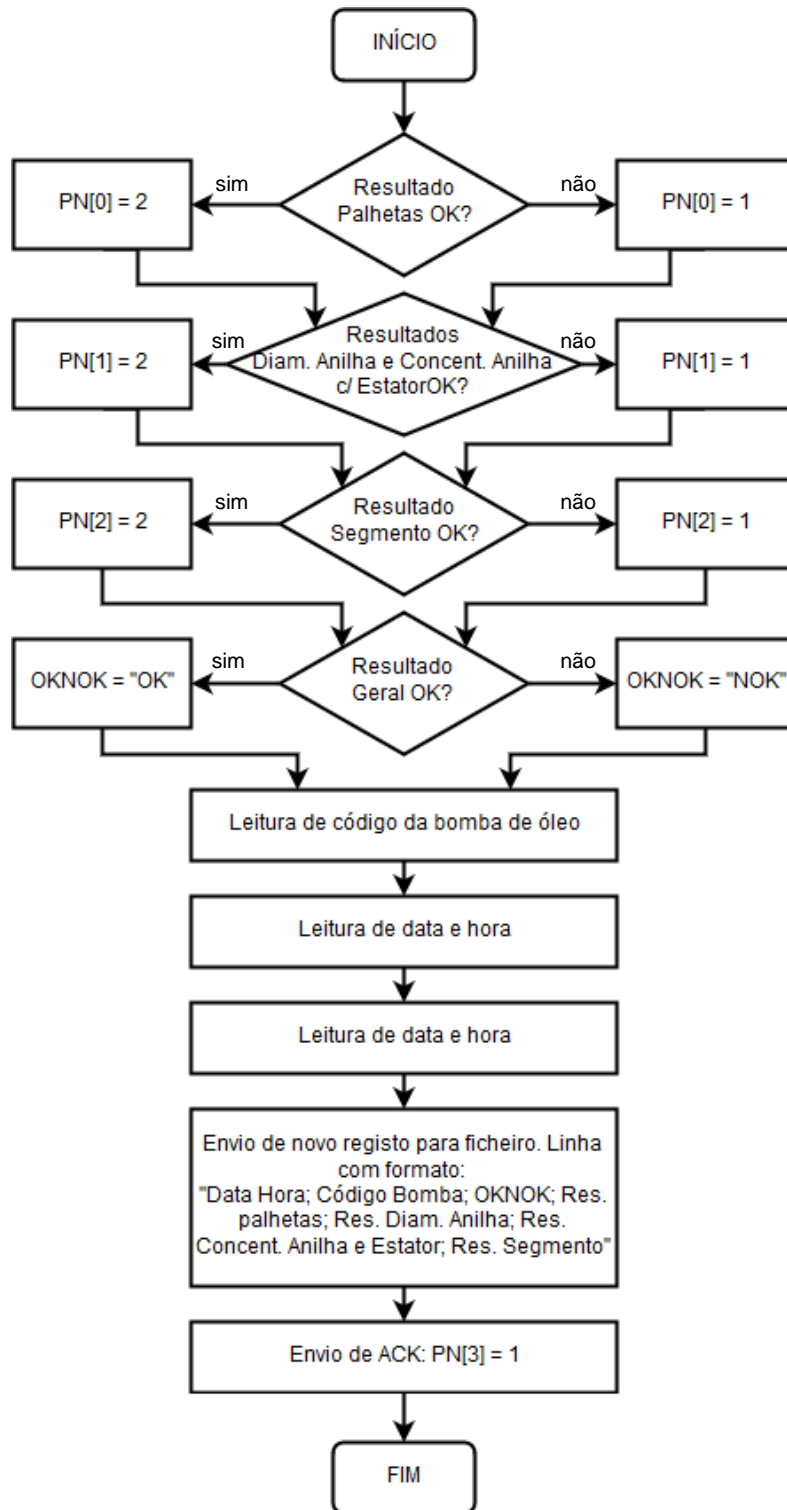 INÍCIO
Resultado
Palhetas OK?
sim
não
PN[0] = 2
PN[0] = 1
Resultados
Diam. Anilha e Concent. Anilha
c/ EstatorOK?
sim
não
PN[1] = 2
PN[1] = 1
Resultado
Segmento OK?
sim
não
PN[2] = 2
PN[2] = 1
Resultado
Geral OK?
sim
não
OKNOK = "OK"
OKNOK = "NOK"
Leitura de código da bomba de óleo
Leitura de data e hora
Leitura de data e hora
Envio de novo registo para ficheiro. Linha
com formato:
"Data Hora; Código Bomba; OKNOK; Res.
palhetas; Res. Diam. Anilha; Res.
Concent. Anilha e Estator; Res. Segmento"
Envio de ACK: PN[3] = 1
FIM